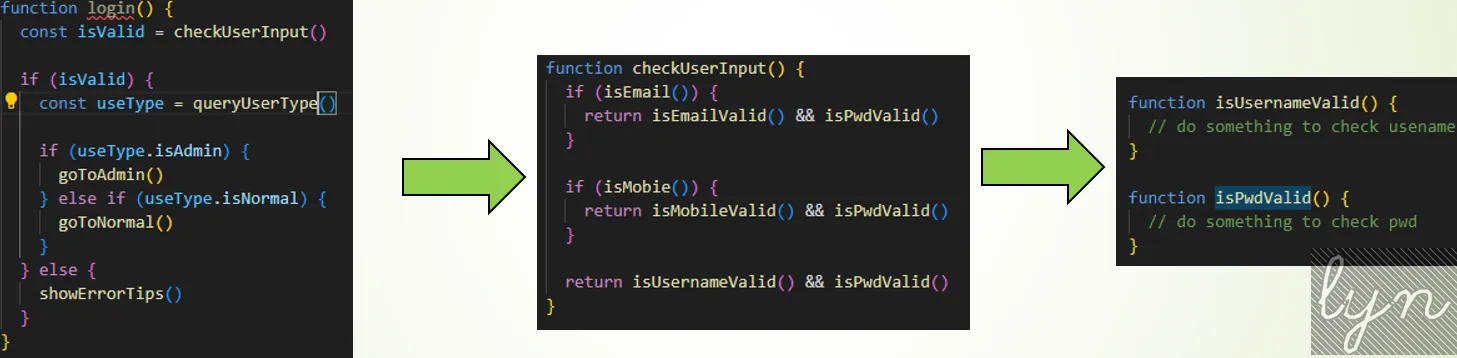 function login() {
const isValid = checkUserInput()
if (isValid) {
const useType = queryUserType()
if (useType.isAdmin) {
goToAdmin()
} else if (useType.isNormal) {
goToNormal()
}
} else {
showErrorTips()
}
}
function checkUserInput() {
if (isEmail()) {
return isEmailValid() && isPwdValid()
}
if (isMobie()) {
return isMobileValid() && isPwdValid()
}
return isUsernameValid() && isPwdValid()
}
function isUsernameValid() {
// do something to check usename
}
function isPwdValid() {
// do something to check pwd
}
lyn